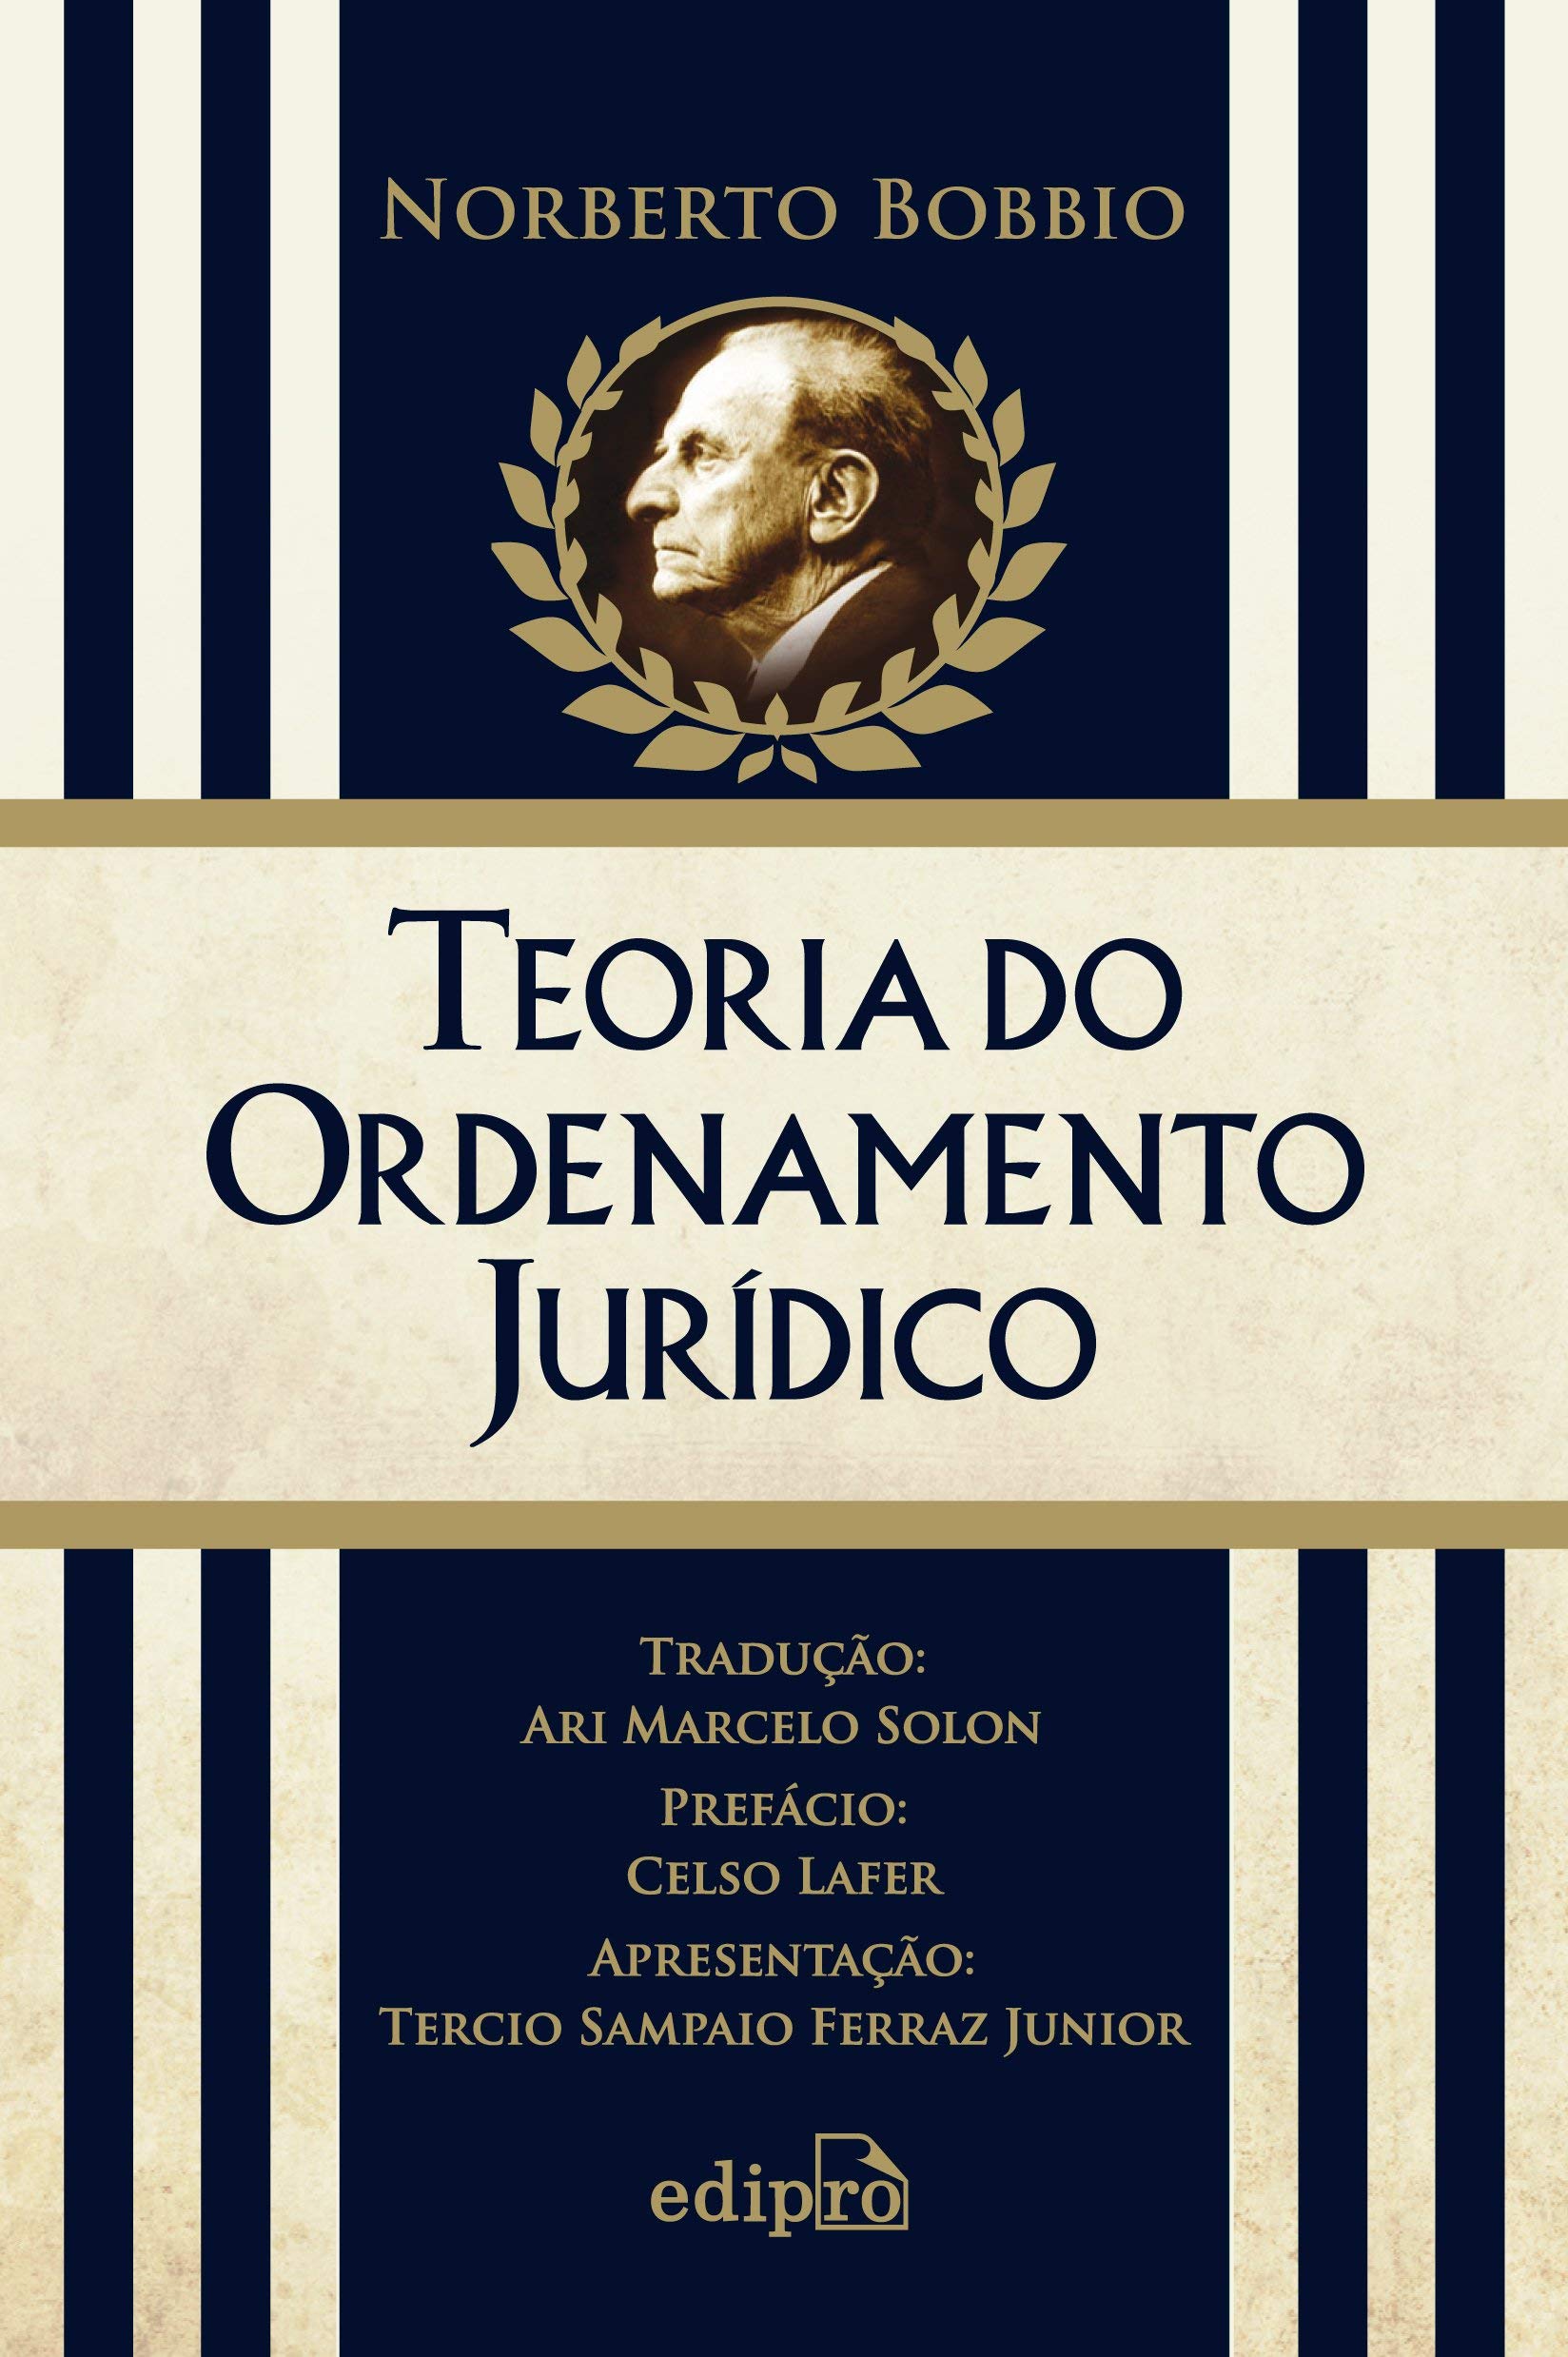 Norberto Bobbio
Teoria do
Ordenamento
Jurídico
Tradução:
Ari Marcelo Solon
Prefácio:
Celso Lafer
Apresentação:
Tercio Sampaio Ferraz Junior
edipro